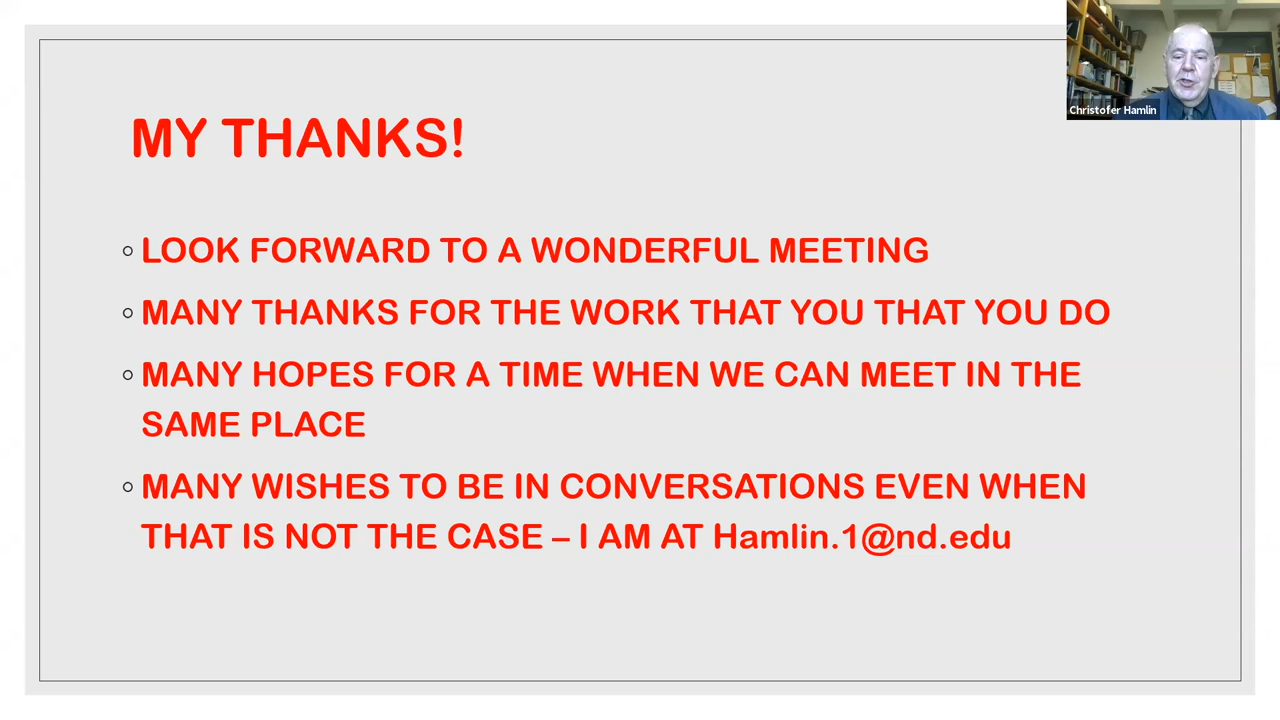 Christofer Hamlin
MY THANKS!
LOOK FORWARD TO A WONDERFUL MEETING
MANY THANKS FOR THE WORK THAT YOU THAT YOU DO
MANY HOPES FOR A TIME WHEN WE CAN MEET IN THE
SAME PLACE
MANY WISHES TO BE IN CONVERSATIONS EVEN WHEN
THAT IS NOT THE CASE – I AM AT Hamlin.1@nd.edu